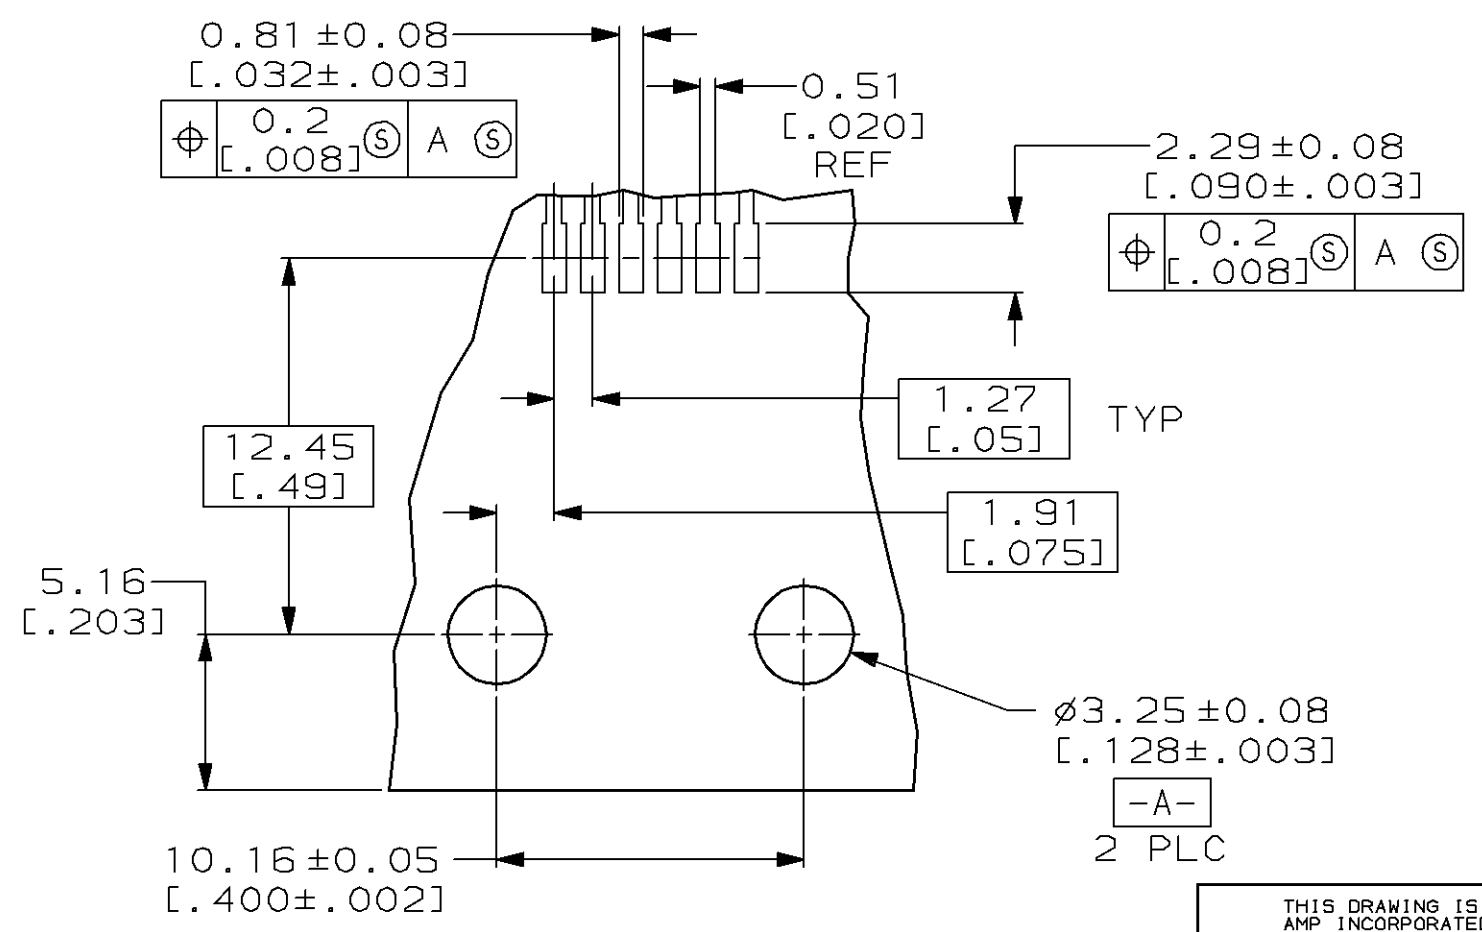 0.81±0.08
[.032±.003]
⌖ 0.2 Ⓢ A Ⓢ
[.008]
0.51
[.020]
REF
2.29±0.08
[.090±.003]
⌖ 0.2 Ⓢ A Ⓢ
[.008]
1.27
[.05]
TYP
12.45
[.49]
1.91
[.075]
5.16
[.203]
⌀3.25±0.08
[.128±.003]
-A-
2 PLC
10.16±0.05
[.400±.002]
THIS DRAWING IS
AMP INCORPORATED